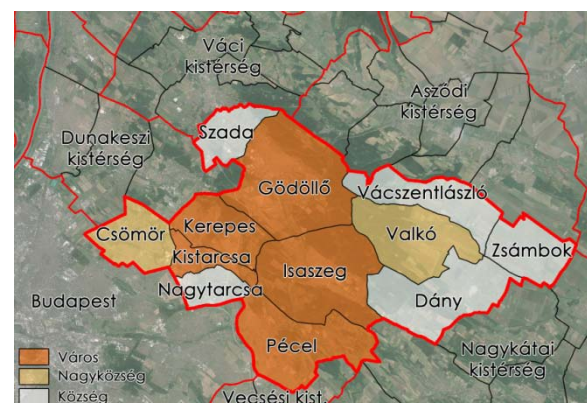 Váci
kistérség
Aszódi
kistérség
Dunakeszi
kistérség
Szada
Gödöllő
Vácszentlászló
Csömör
Kerepes
Valkó
Zsámbok
Kistarcsa
Isaszeg
Nagytarcsa
Dány
Budapest
Pécel
Nagykátai
kistérség
Vecsési kist.
Város
Nagyközség
Község